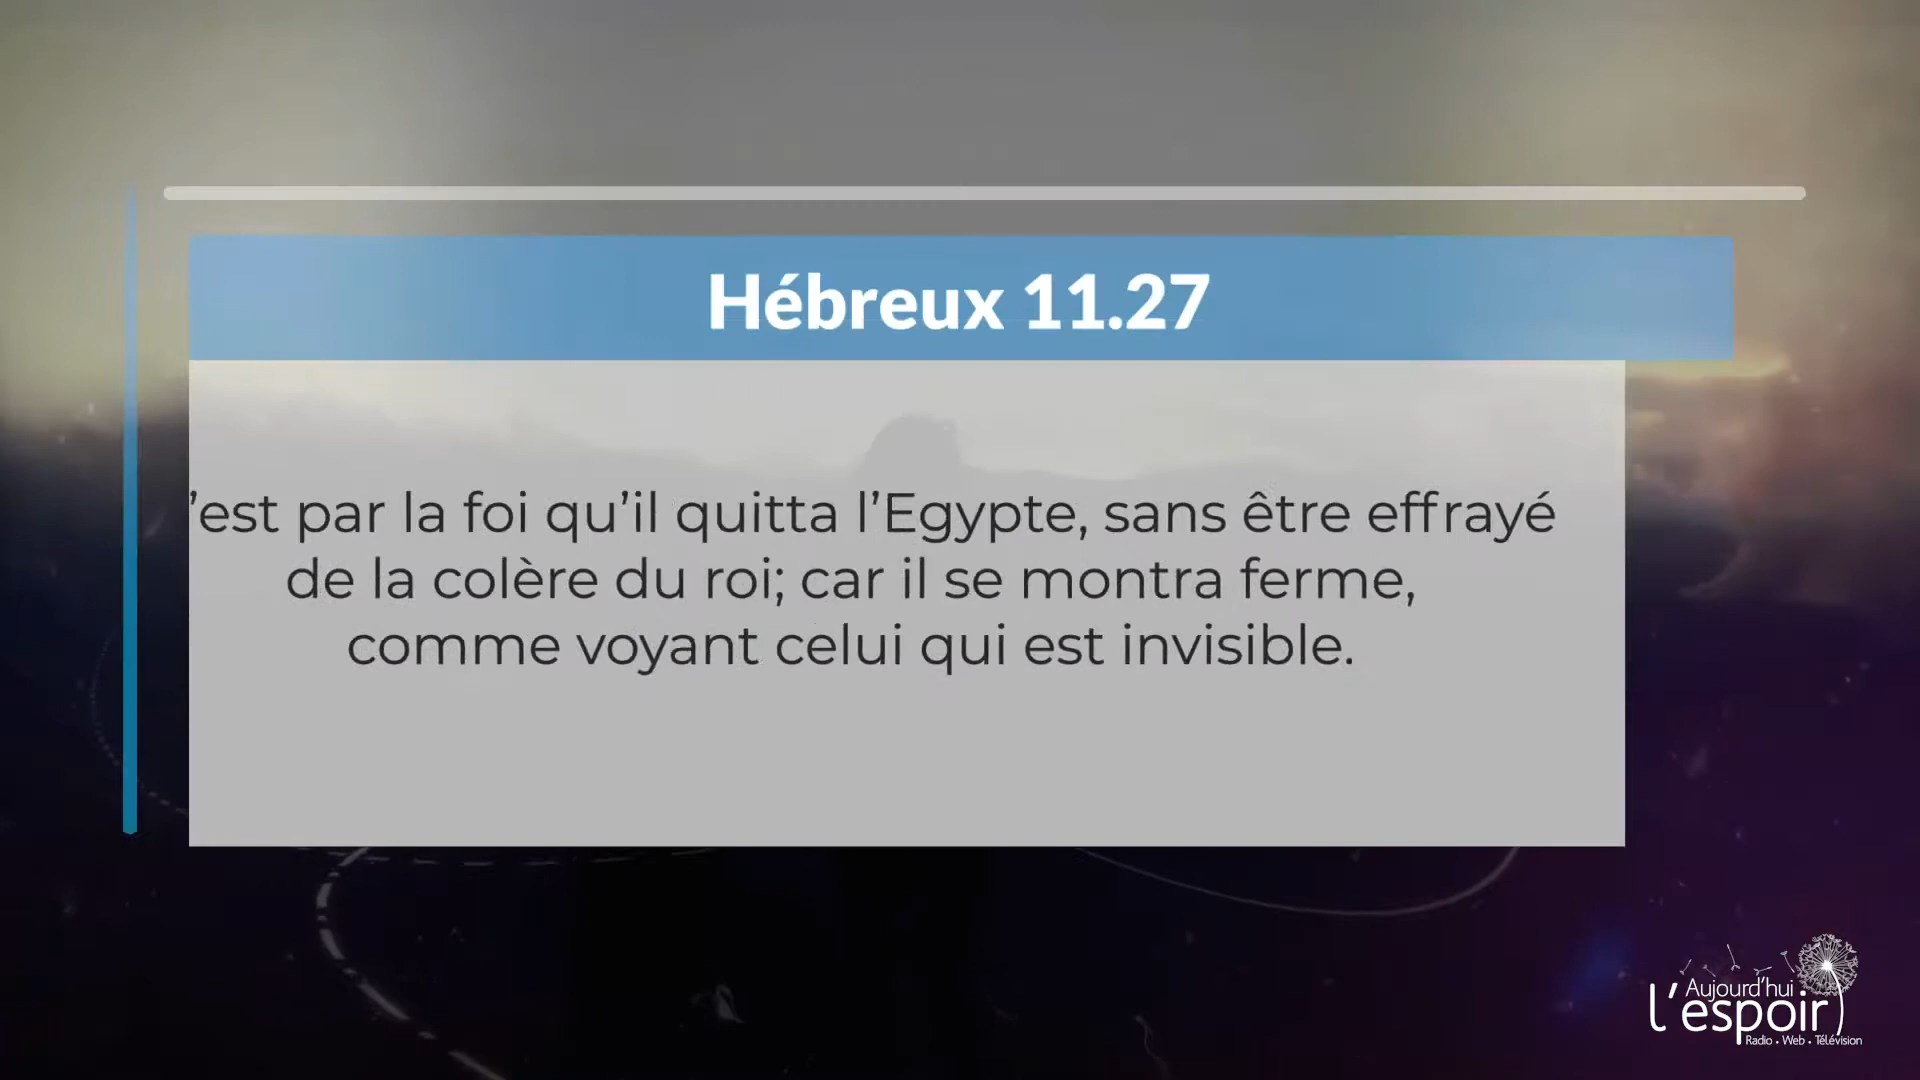 Hébreux 11.27
’est par la foi qu’il quitta l’Egypte, sans être effrayé
de la colère du roi; car il se montra ferme,
comme voyant celui qui est invisible.
Aujourd’hui
l’espoir
Radio • Web • Télévision